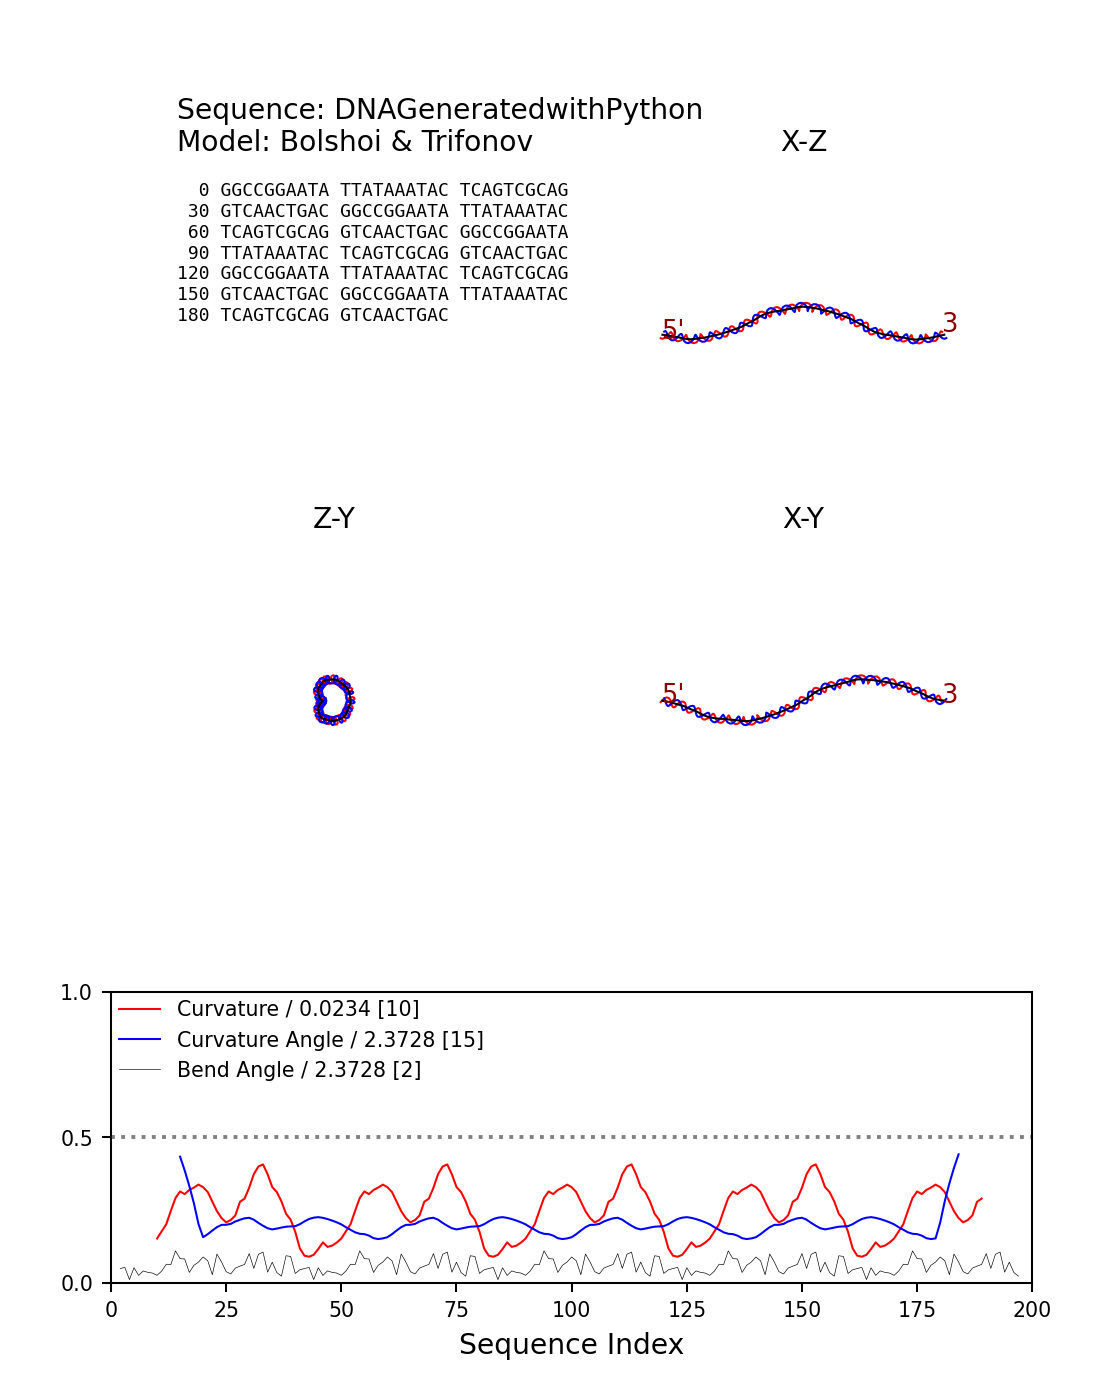 Sequence: DNAGeneratedwithPython
Model: Bolshoi & Trifonov
X-Z
0 GGCCGGAATA TTATAAATAC TCAGTCGCAG
30 GTCAACTGAC GGCCGGAATA TTATAAATAC
60 TCAGTCGCAG GTCAACTGAC GGCCGGAATA
90 TTATAAATAC TCAGTCGCAG GTCAACTGAC
120 GGCCGGAATA TTATAAATAC TCAGTCGCAG
150 GTCAACTGAC GGCCGGAATA TTATAAATAC
180 TCAGTCGCAG GTCAACTGAC
5' 3
Z-Y
X-Y
5' 3
1.0
0.5
0.0
Curvature / 0.0234 [10]
Curvature Angle / 2.3728 [15]
Bend Angle / 2.3728 [2]
0 25 50 75 100 125 150 175 200
Sequence Index